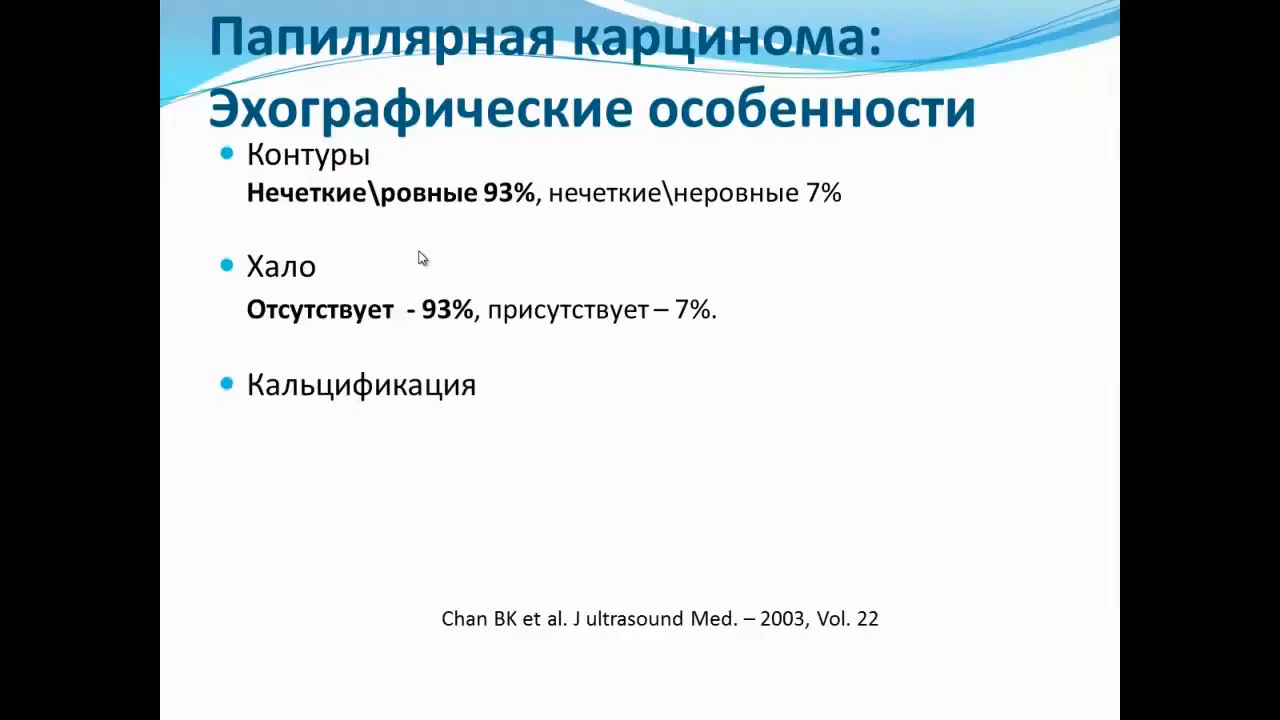 Папиллярная карцинома:
Эхографические особенности
• Контуры
Нечеткие\ровные 93%, нечеткие\неровные 7%
• Хало
Отсутствует - 93%, присутствует – 7%.
• Кальцификация
Chan BK et al. J ultrasound Med. – 2003, Vol. 22